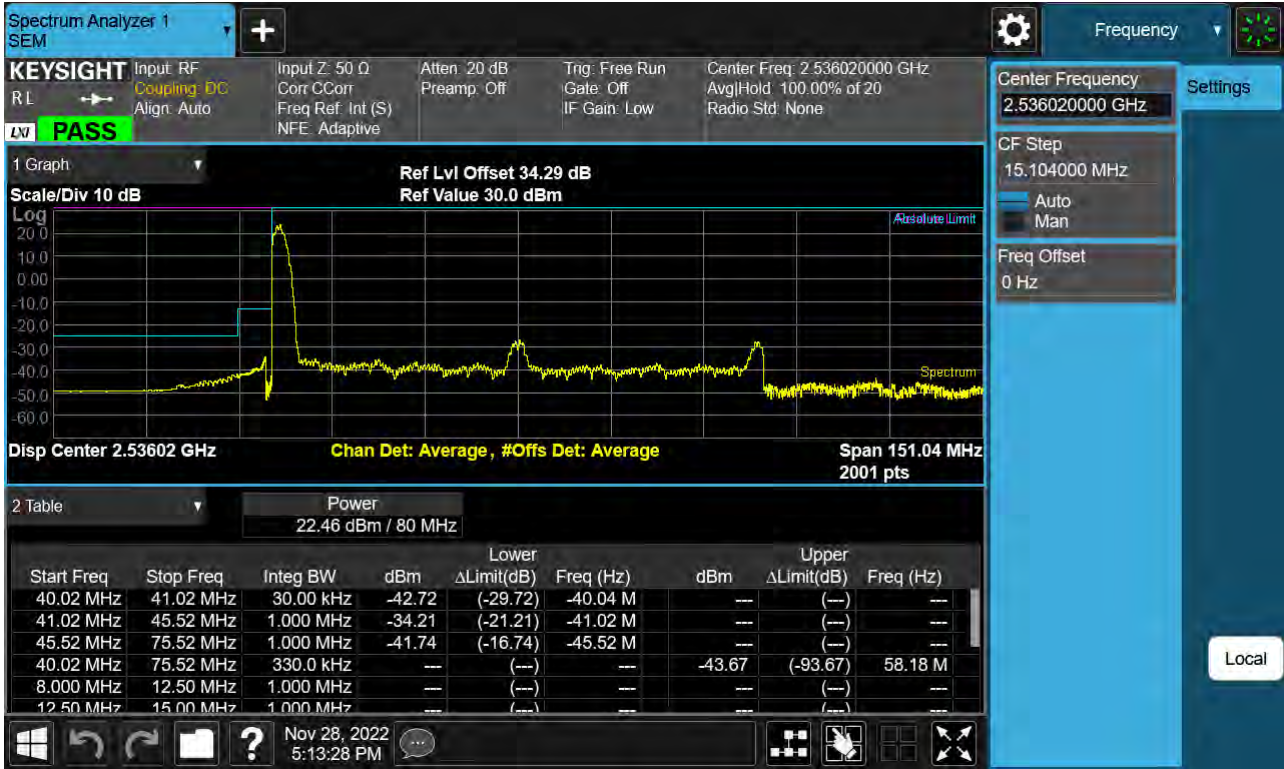 Spectrum Analyzer 1
SEM
Frequency
KEYSIGHT
RL
LXI PASS
Input: RF
Coupling: DC
Align: Auto
Input Z: 50 Ω
Corr CCorr
Freq Ref: Int (S)
NFE: Adaptive
Atten: 20 dB
Preamp: Off
Trig: Free Run
Gate: Off
IF Gain: Low
Center Freq: 2.536020000 GHz
Avg|Hold: 100.00% of 20
Radio Std: None
Center Frequency
2.536020000 GHz
Settings
CF Step
15.104000 MHz
Auto
Man
Freq Offset
0 Hz
Local
1 Graph
Scale/Div 10 dB
Ref Lvl Offset 34.29 dB
Ref Value 30.0 dBm
Log
Absolute Limit
20.0
10.0
0.00
-10.0
-20.0
-30.0
-40.0
-50.0
-60.0
Spectrum
Disp Center 2.53602 GHz
Chan Det: Average, #Offs Det: Average
Span 151.04 MHz
2001 pts
2 Table
Power
22.46 dBm / 80 MHz
Lower Upper
Start Freq Stop Freq Integ BW dBm ΔLimit(dB) Freq (Hz) dBm ΔLimit(dB) Freq (Hz)
40.02 MHz 41.02 MHz 30.00 kHz -42.72 (-29.72) -40.04 M --- (---) ---
41.02 MHz 45.52 MHz 1.000 MHz -34.21 (-21.21) -41.02 M --- (---) ---
45.52 MHz 75.52 MHz 1.000 MHz -41.74 (-16.74) -45.52 M --- (---) ---
40.02 MHz 75.52 MHz 330.0 kHz --- (---) --- -43.67 (-93.67) 58.18 M
8.000 MHz 12.50 MHz 1.000 MHz --- (---) --- --- (---) ---
12.50 MHz 15.00 MHz 1.000 MHz --- (---) --- --- (---) ---
? Nov 28, 2022
5:13:28 PM